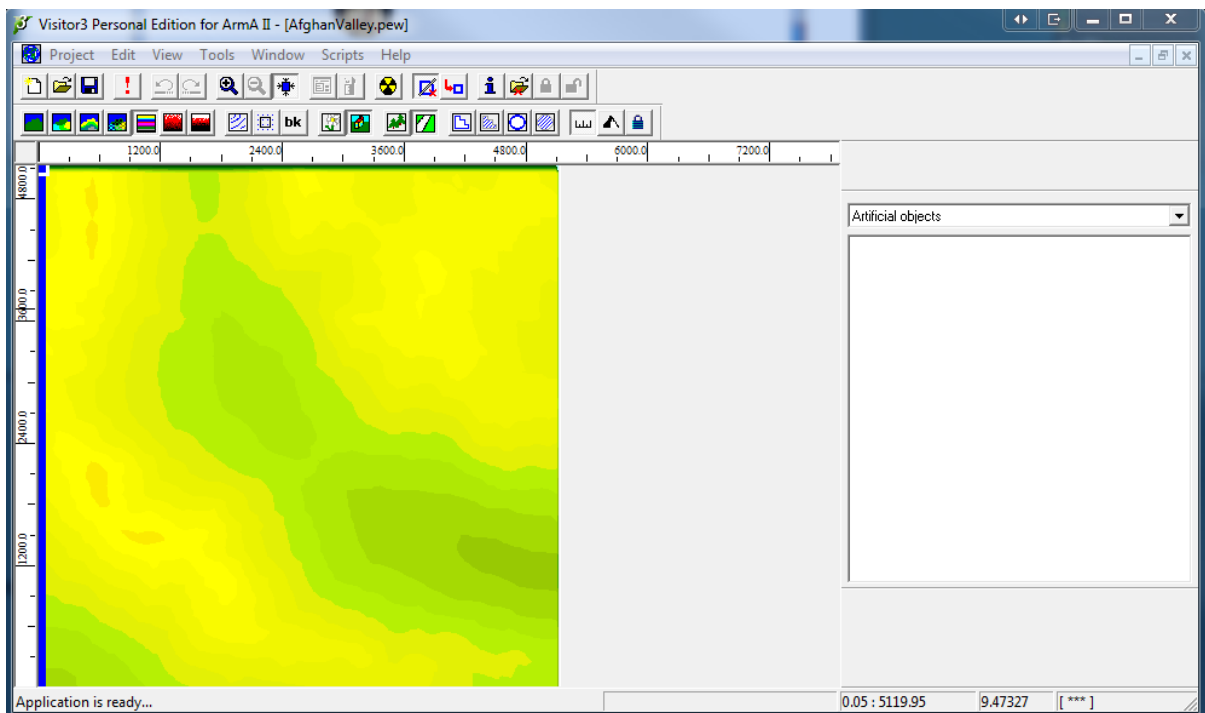 Visitor3 Personal Edition for ArmA II - [AfghanValley.pew]
Project Edit View Tools Window Scripts Help
bk
1200.0 2400.0 3600.0 4800.0 6000.0 7200.0
4800.0
3600.0
2400.0
1200.0
Artificial objects
Application is ready...
0.05 : 5119.95
9.47327
[ *** ]